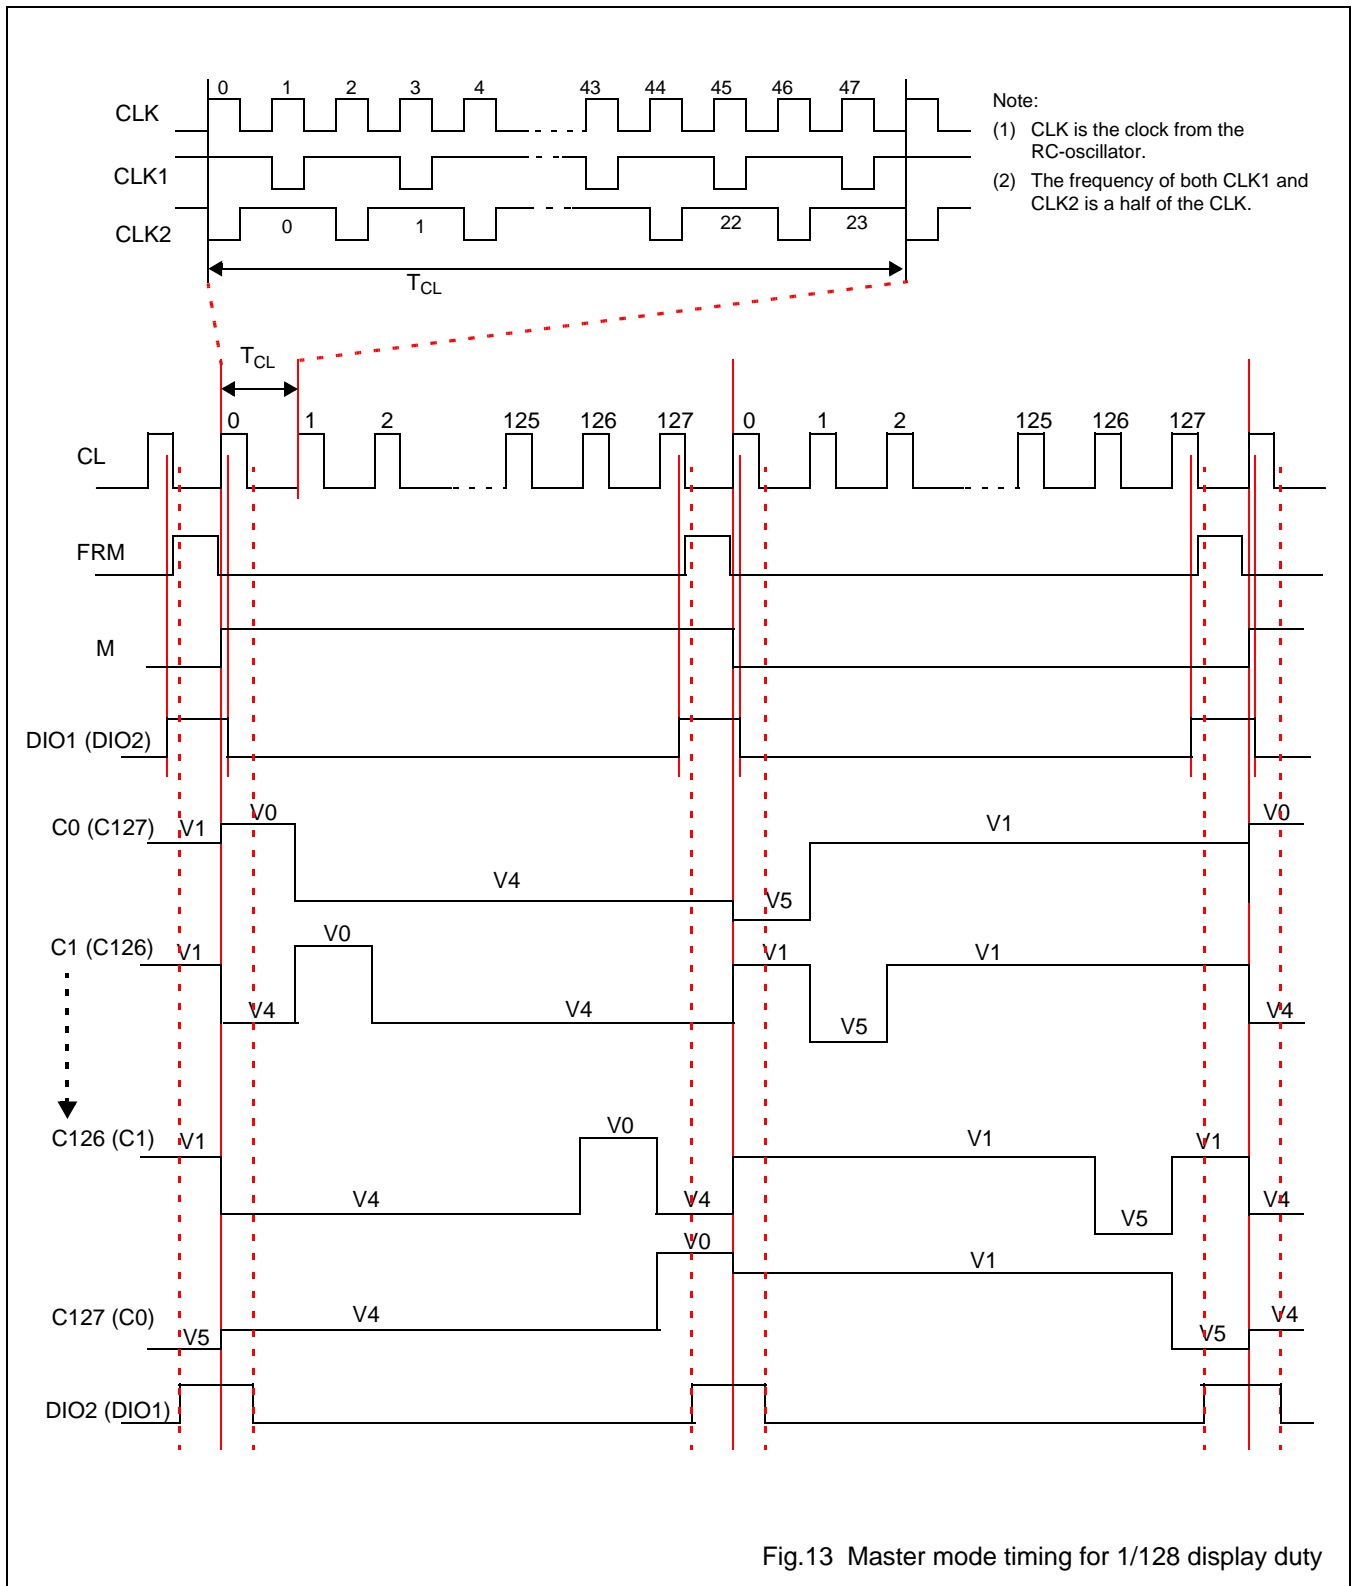 0 1 2 3 4 43 44 45 46 47
CLK
CLK1
CLK2
0 1 22 23
T_CL
Note:
(1) CLK is the clock from the
RC-oscillator.
(2) The frequency of both CLK1 and
CLK2 is a half of the CLK.
T_CL
0 1 2 125 126 127 0 1 2 125 126 127
CL
FRM
M
DIO1 (DIO2)
C0 (C127) V1 V0 V4 V5 V1 V0
C1 (C126) V1 V4 V0 V4 V1 V5 V1 V4
C126 (C1) V1 V4 V0 V4 V1 V5 V1 V4
C127 (C0) V5 V4 V0 V1 V5 V4
DIO2 (DIO1)
Fig.13 Master mode timing for 1/128 display duty